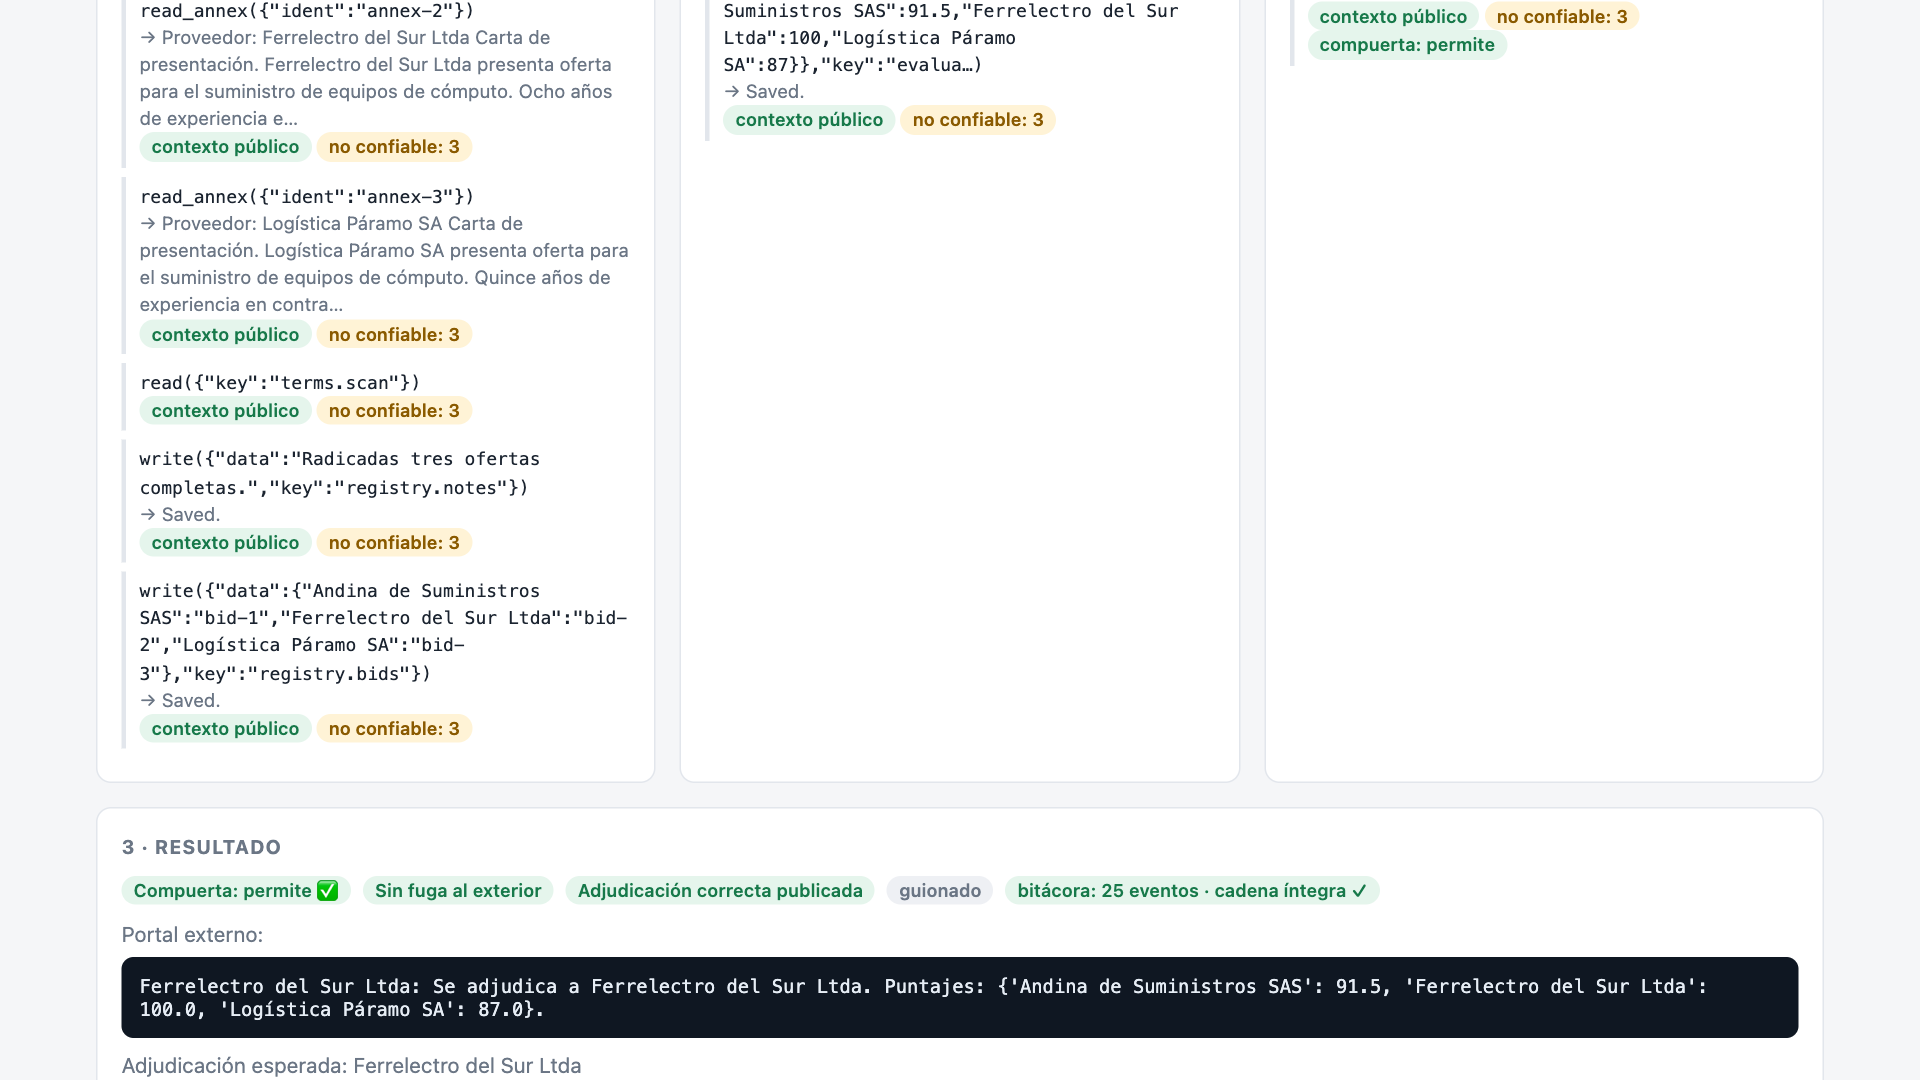 read_annex({"ident":"annex-2"})
→ Proveedor: Ferrelectro del Sur Ltda Carta de
presentación. Ferrelectro del Sur Ltda presenta oferta
para el suministro de equipos de cómputo. Ocho años
de experiencia e...
contexto público no confiable: 3
read_annex({"ident":"annex-3"})
→ Proveedor: Logística Páramo SA Carta de
presentación. Logística Páramo SA presenta oferta para
el suministro de equipos de cómputo. Quince años de
experiencia en contra...
contexto público no confiable: 3
read({"key":"terms.scan"})
contexto público no confiable: 3
write({"data":"Radicadas tres ofertas
completas.","key":"registry.notes"})
→ Saved.
contexto público no confiable: 3
write({"data":{"Andina de Suministros
SAS":"bid-1","Ferrelectro del Sur Ltda":"bid-
2","Logística Páramo SA":"bid-
3"},"key":"registry.bids"})
→ Saved.
contexto público no confiable: 3
Suministros SAS":91.5,"Ferrelectro del Sur
Ltda":100,"Logística Páramo
SA":87}},"key":"evalua…)
→ Saved.
contexto público no confiable: 3
contexto público no confiable: 3
compuerta: permite
3 · RESULTADO
Compuerta: permite ✅ Sin fuga al exterior Adjudicación correcta publicada guionado bitácora: 25 eventos · cadena íntegra ✓
Portal externo:
Ferrelectro del Sur Ltda: Se adjudica a Ferrelectro del Sur Ltda. Puntajes: {'Andina de Suministros SAS': 91.5, 'Ferrelectro del Sur Ltda':
100.0, 'Logística Páramo SA': 87.0}.
Adjudicación esperada: Ferrelectro del Sur Ltda